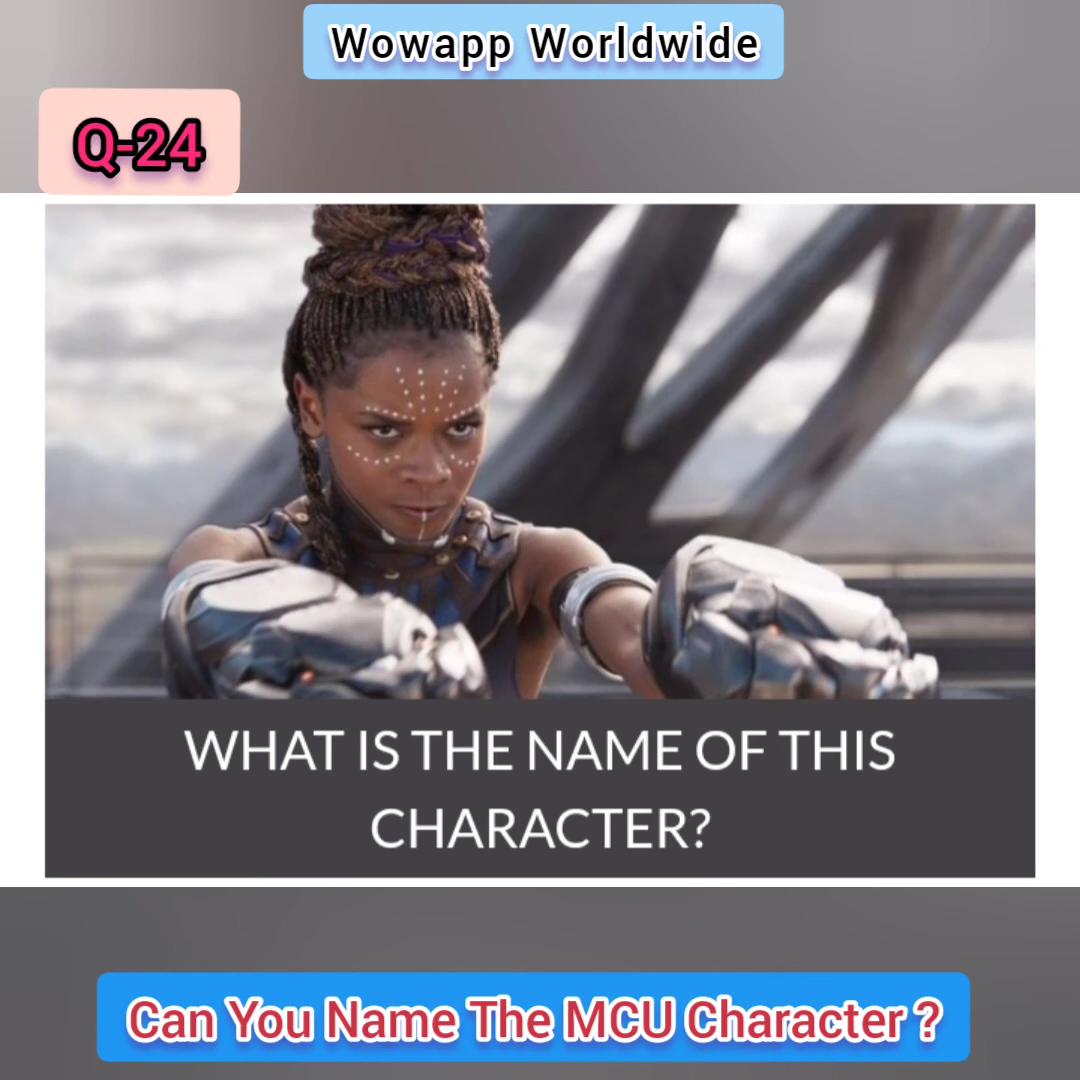 Wowapp Worldwide
Q-24
WHAT IS THE NAME OF THIS
CHARACTER?
Can You Name The MCU Character ?